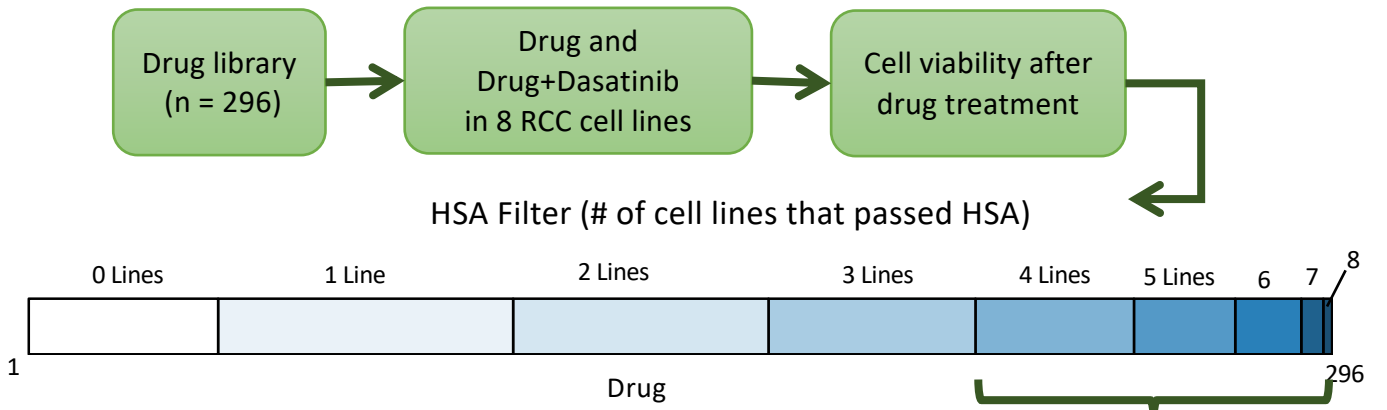 Drug library
(n = 296)
Drug and
Drug+Dasatinib
in 8 RCC cell lines
Cell viability after
drug treatment
HSA Filter (# of cell lines that passed HSA)
0 Lines
1 Line
2 Lines
3 Lines
4 Lines
5 Lines
6
7
8
1
Drug
296